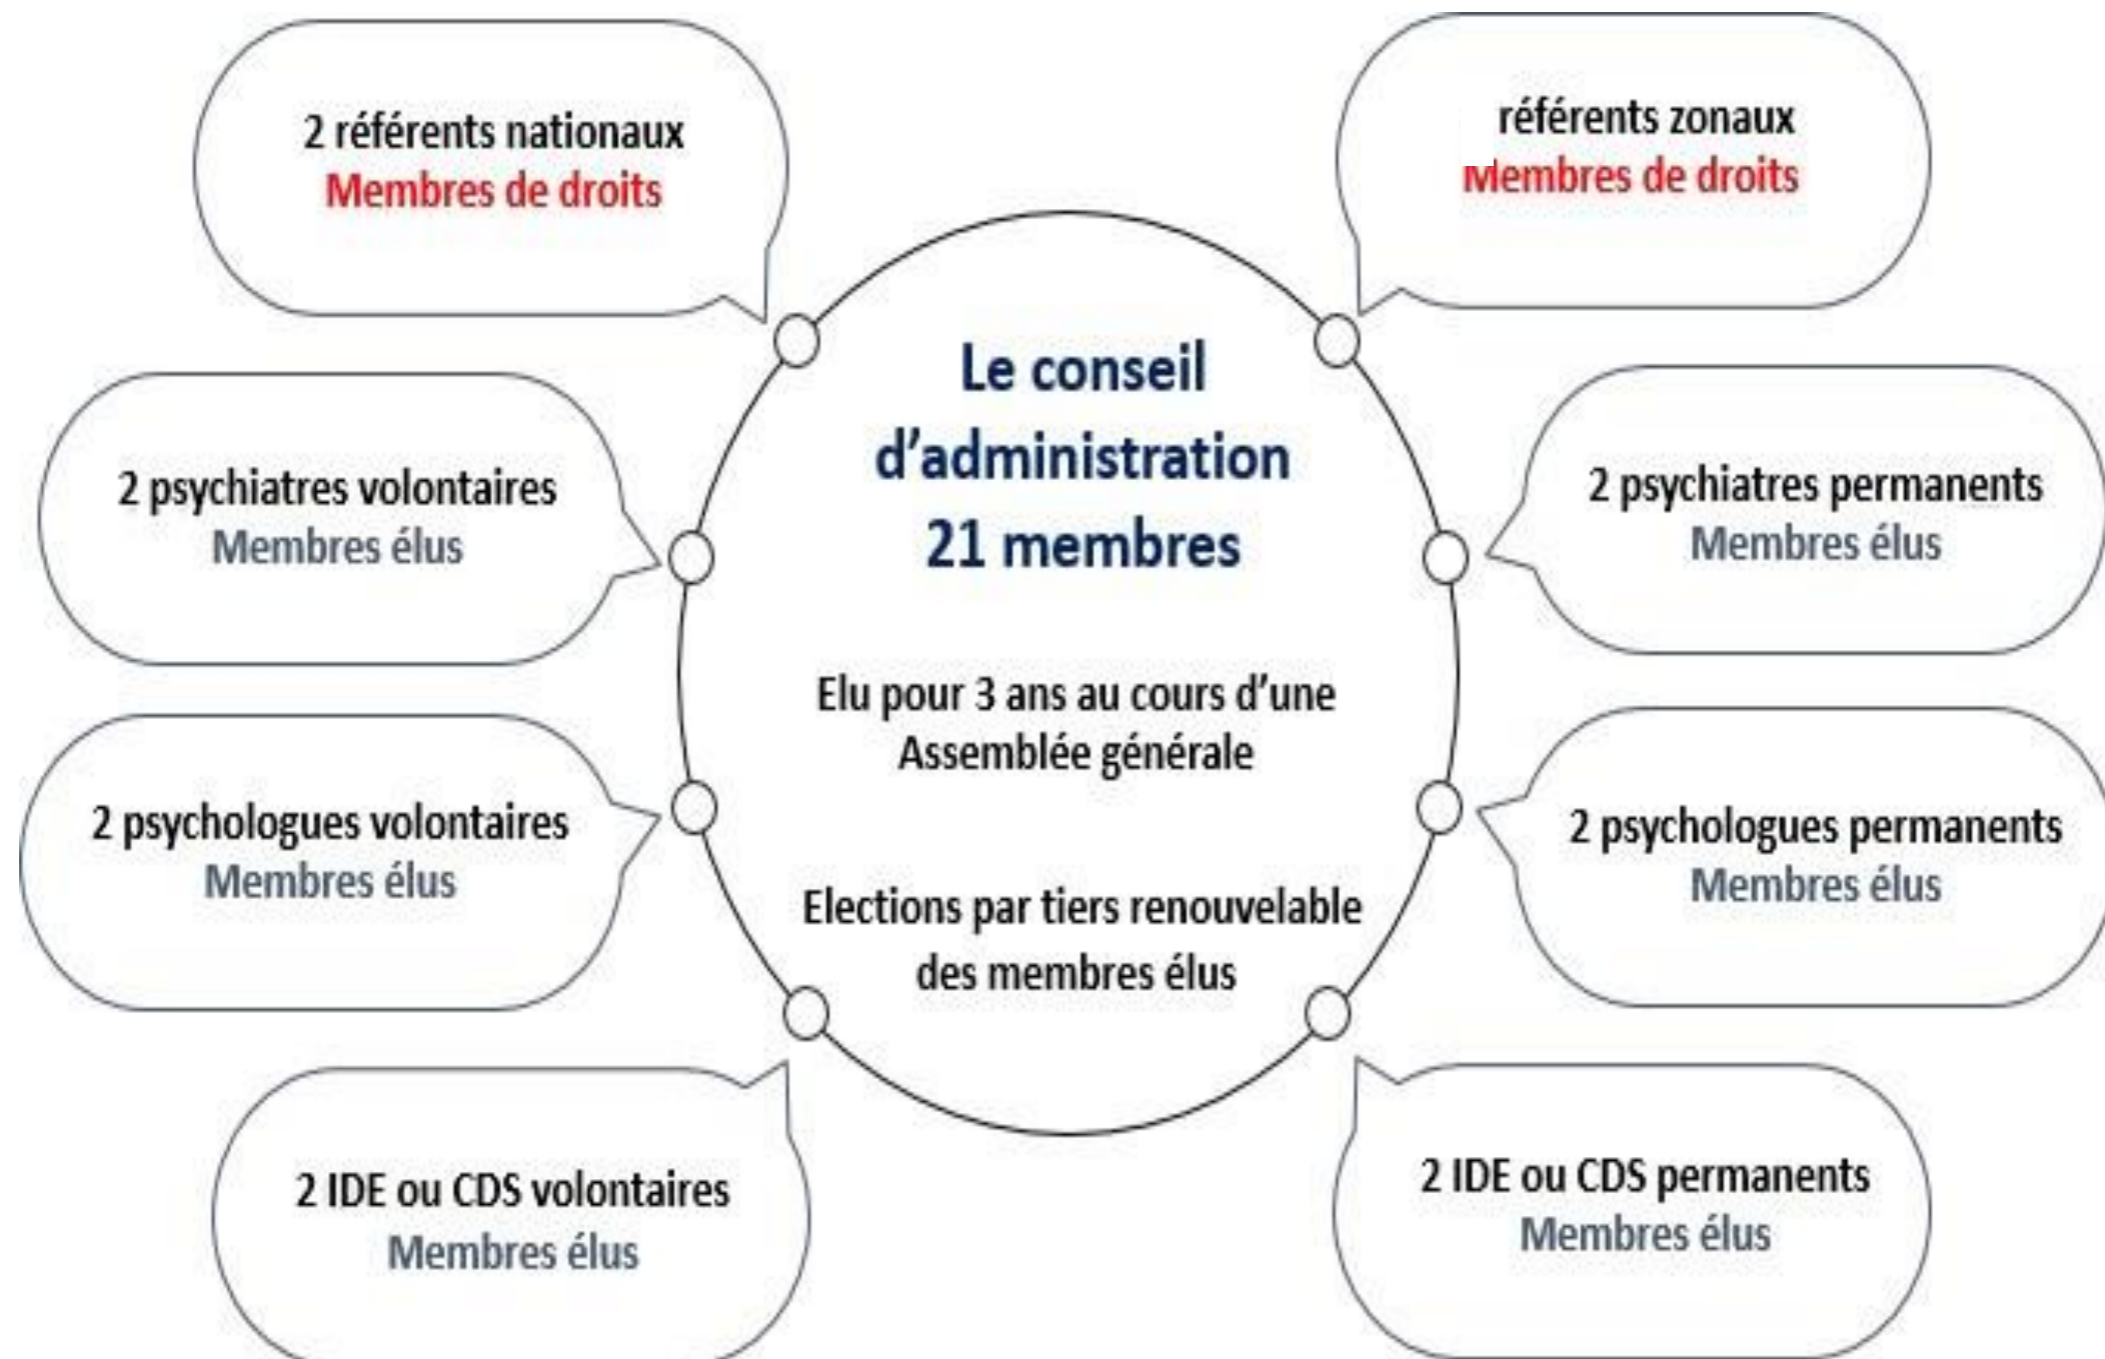 2 référents nationaux
Membres de droits
référents zonaux
Membres de droits
Le conseil
d’administration
21 membres
Elu pour 3 ans au cours d’une
Assemblée générale
Elections par tiers renouvelable
des membres élus
2 psychiatres volontaires
Membres élus
2 psychiatres permanents
Membres élus
2 psychologues volontaires
Membres élus
2 psychologues permanents
Membres élus
2 IDE ou CDS volontaires
Membres élus
2 IDE ou CDS permanents
Membres élus